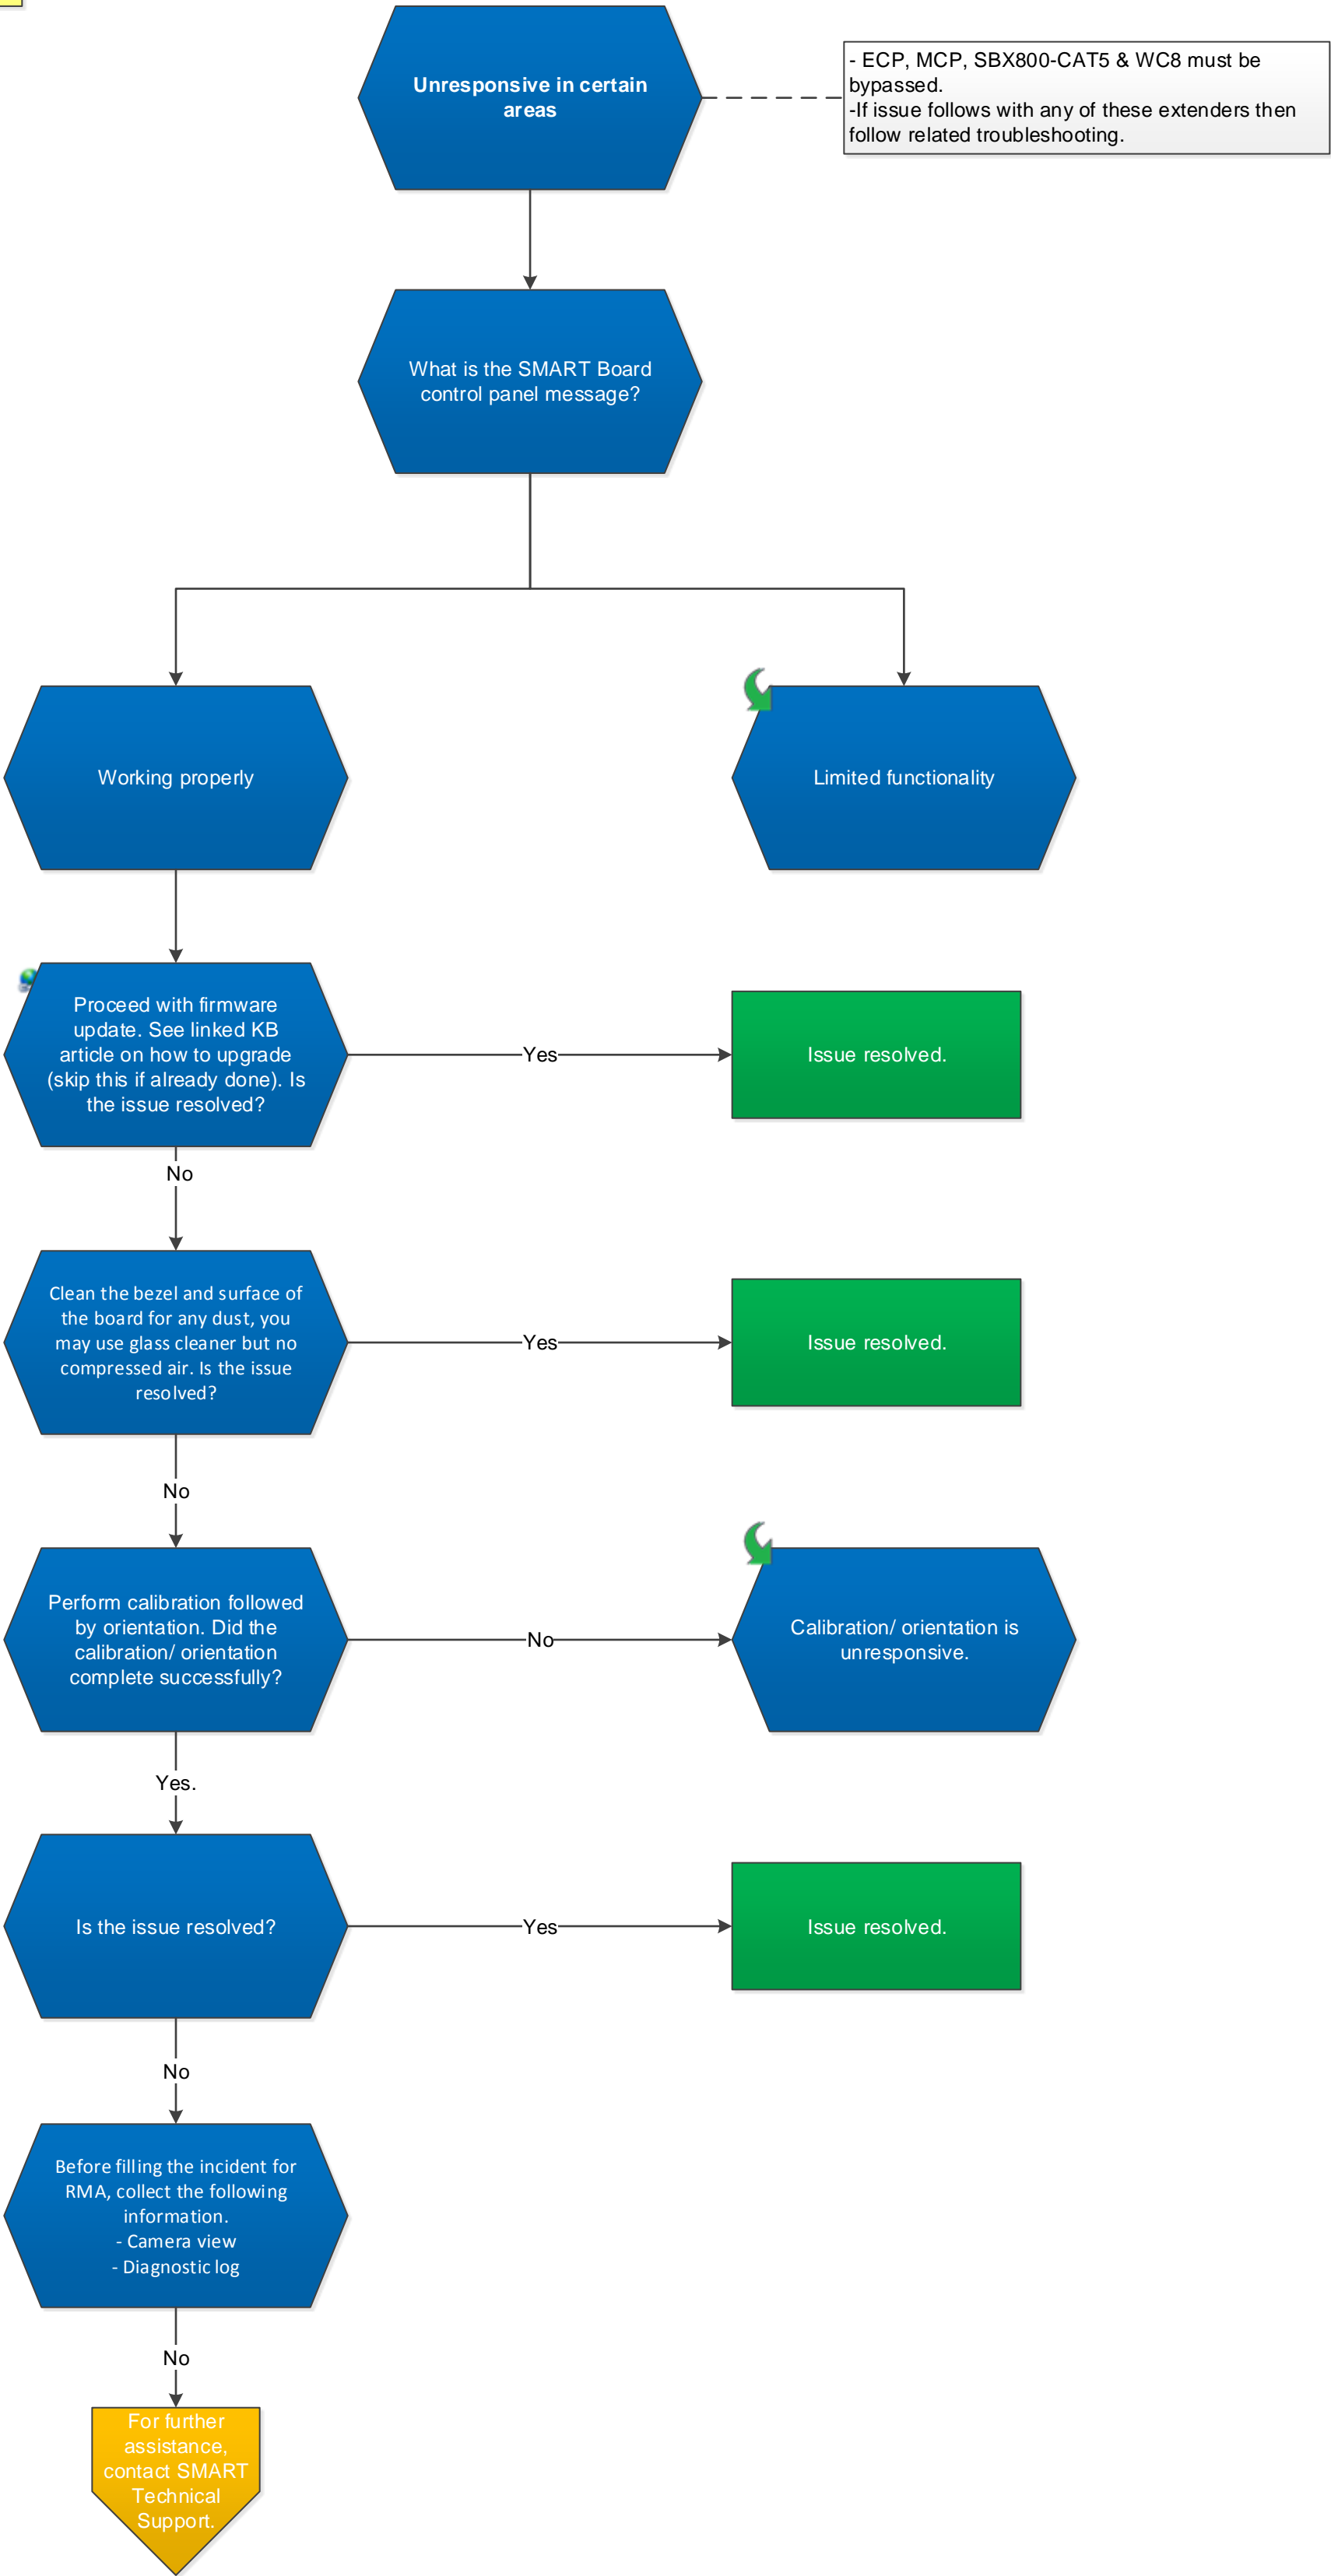 Unresponsive in certain
areas
- ECP, MCP, SBX800-CAT5 & WC8 must be
bypassed.
-If issue follows with any of these extenders then
follow related troubleshooting.
What is the SMART Board
control panel message?
Working properly
Limited functionality
Proceed with firmware
update. See linked KB
article on how to upgrade
(skip this if already done). Is
the issue resolved?
Yes
Issue resolved.
No
Clean the bezel and surface of
the board for any dust, you
may use glass cleaner but no
compressed air. Is the issue
resolved?
Yes
Issue resolved.
No
Perform calibration followed
by orientation. Did the
calibration/ orientation
complete successfully?
No
Calibration/ orientation is
unresponsive.
Yes.
Is the issue resolved?
Yes
Issue resolved.
No
Before filling the incident for
RMA, collect the following
information.
- Camera view
- Diagnostic log
No
For further
assistance,
contact SMART
Technical
Support.